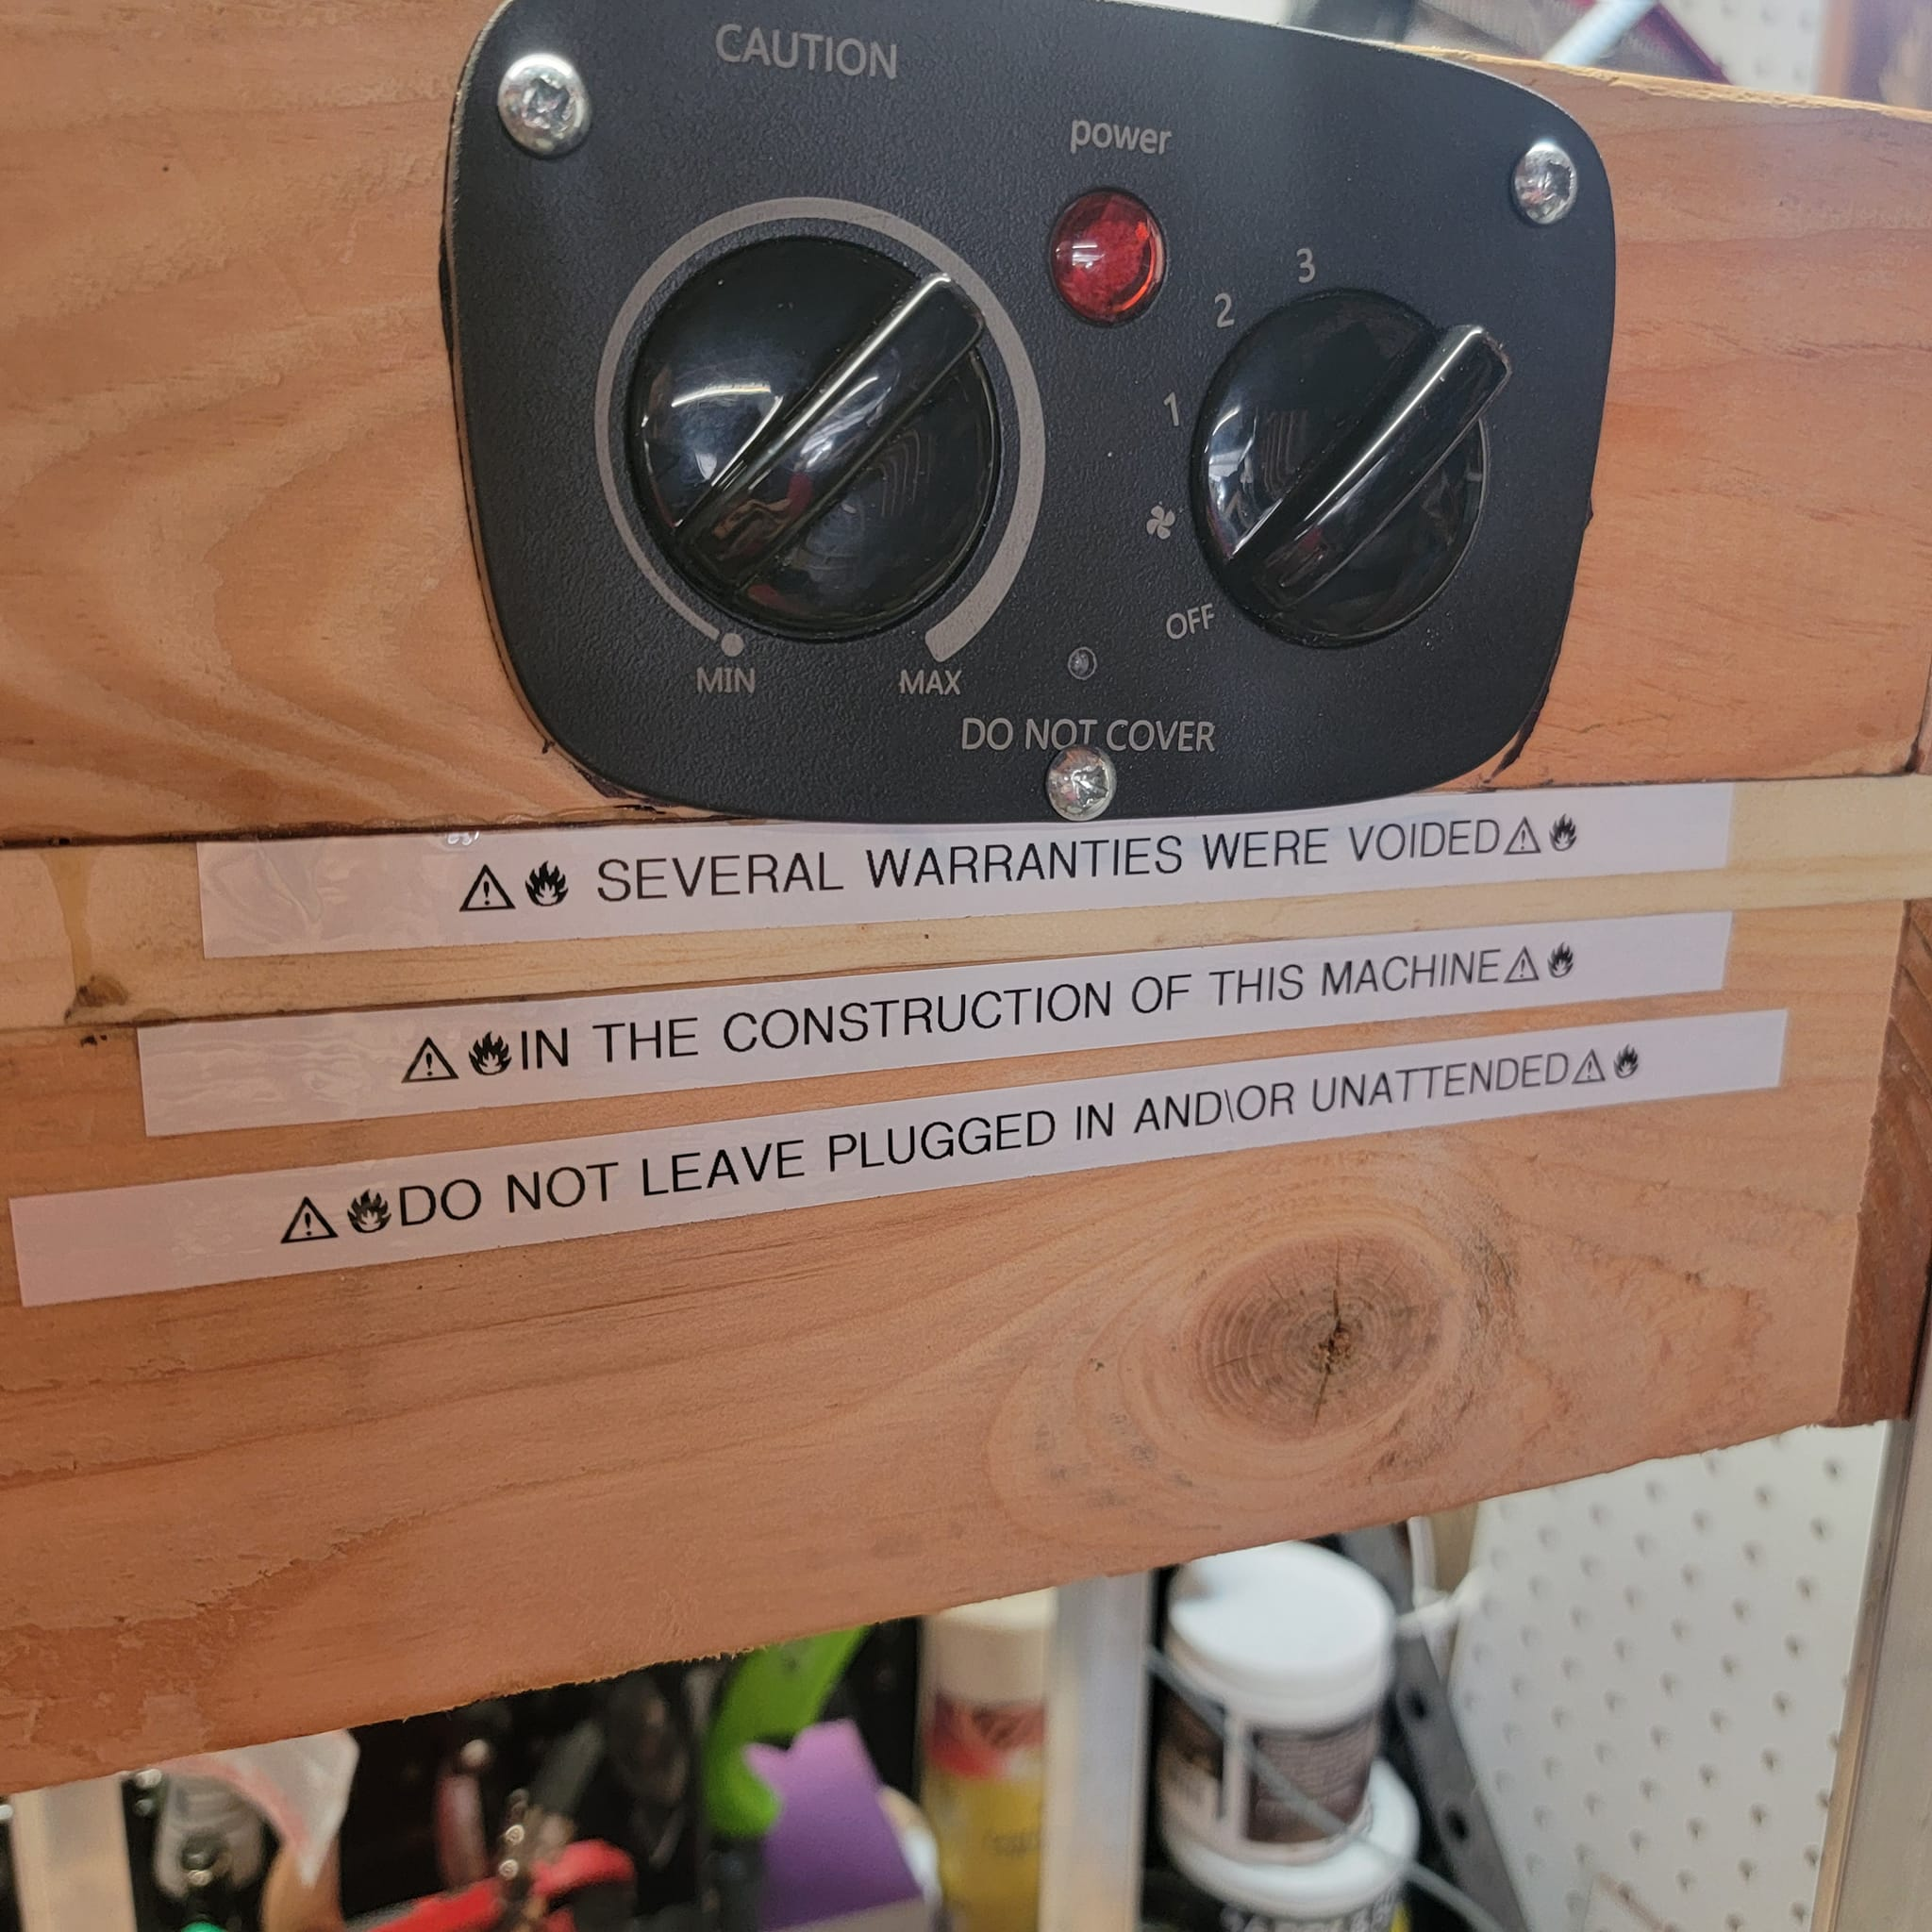 CAUTION
power
3
2
1
OFF
MIN
MAX
DO NOT COVER
⚠🔥 SEVERAL WARRANTIES WERE VOIDED⚠🔥
⚠🔥IN THE CONSTRUCTION OF THIS MACHINE⚠🔥
⚠🔥DO NOT LEAVE PLUGGED IN AND\OR UNATTENDED⚠🔥